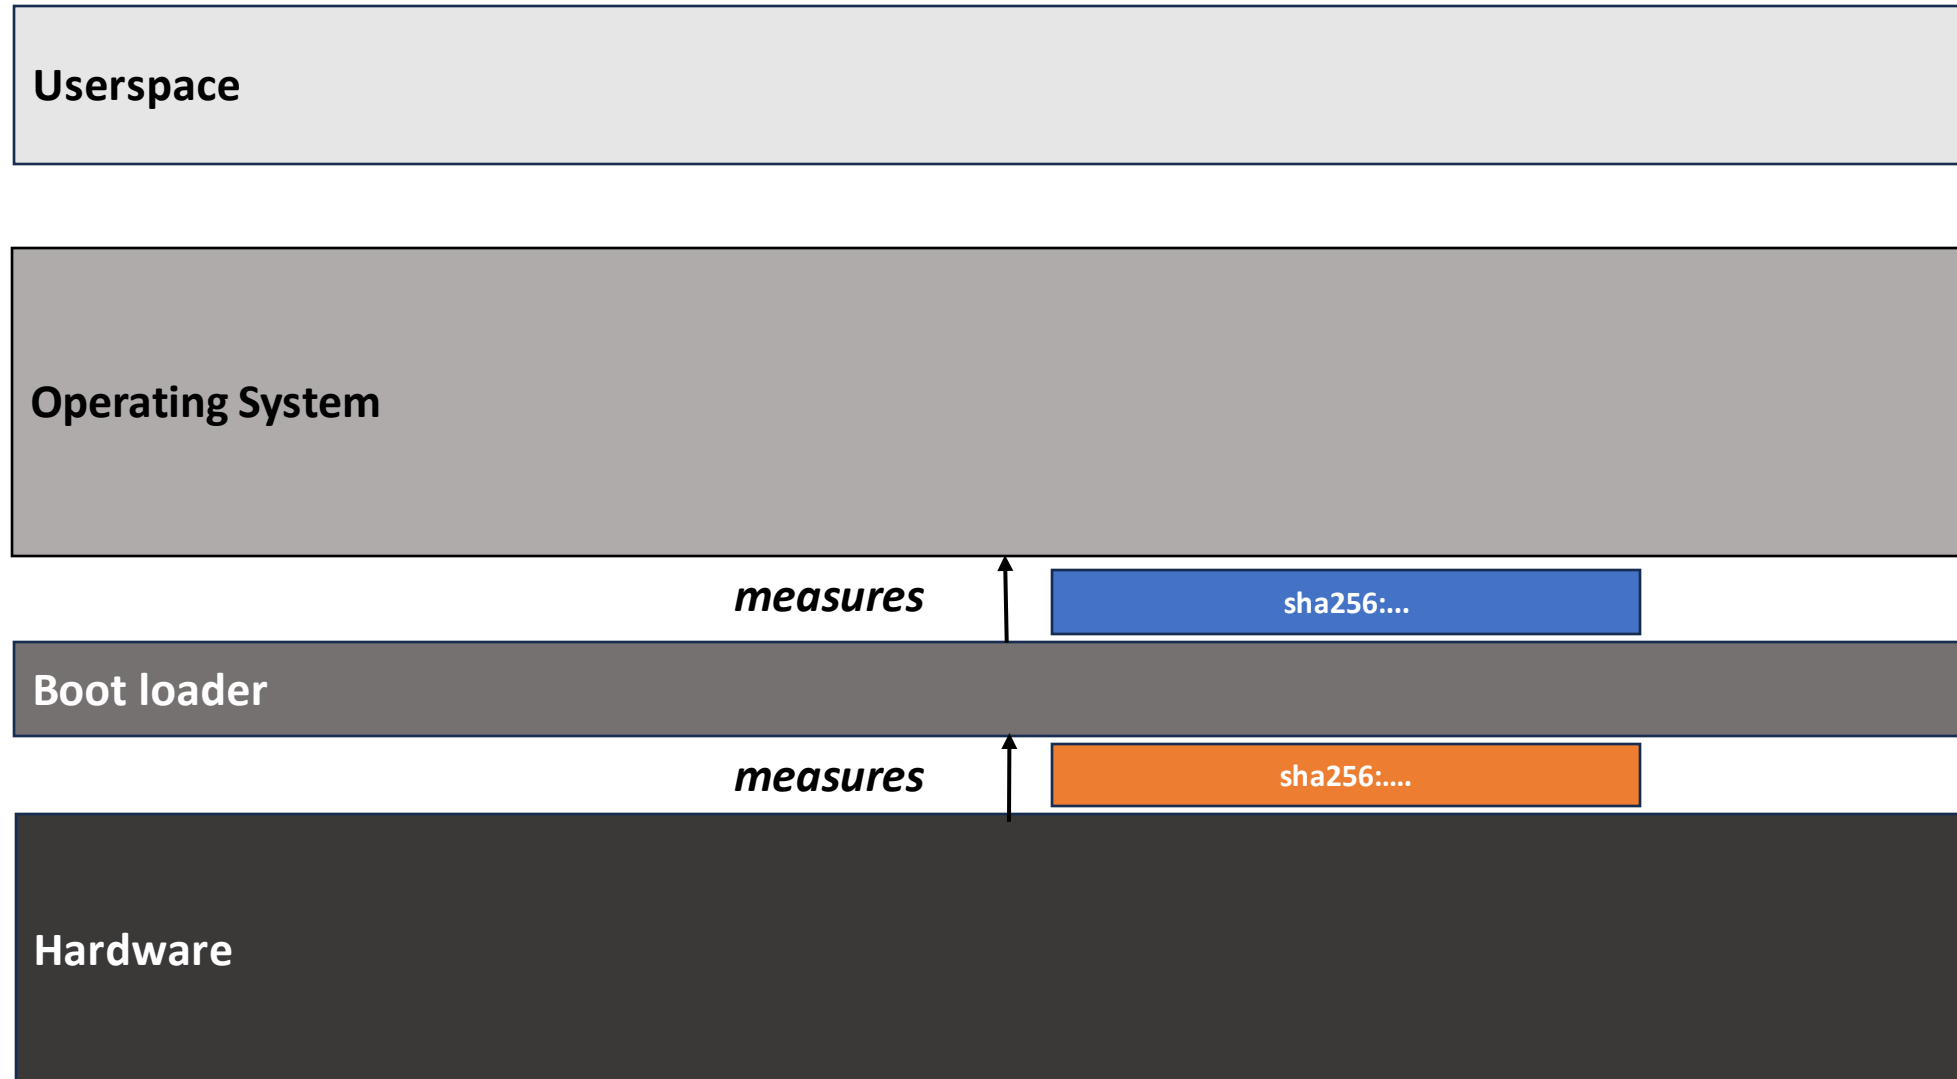 Userspace
Operating System
measures
sha256:...
Boot loader
measures
sha256:....
Hardware